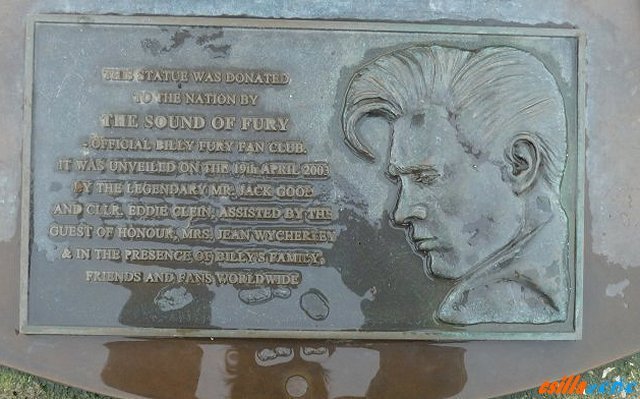 THIS STATUE WAS DONATED
TO THE NATION BY
THE SOUND OF FURY
OFFICIAL BILLY FURY FAN CLUB.
IT WAS UNVEILED ON THE 19th APRIL 2003
BY THE LEGENDARY MR. JACK GOOD
AND CLLR. EDDIE CLEIN, ASSISTED BY THE
GUEST OF HONOUR, MRS. JEAN WYCHERLEY
& IN THE PRESENCE OF BILLY'S FAMILY,
FRIENDS AND FANS WORLDWIDE